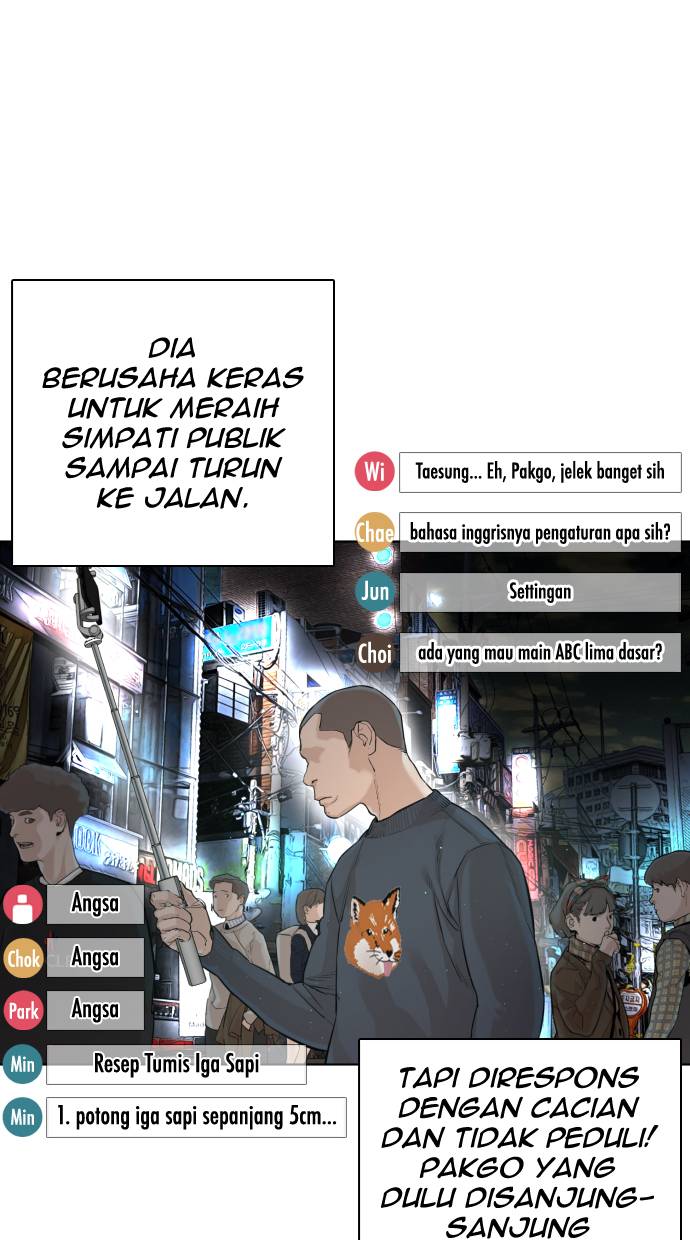 DIA
BERUSAHA KERAS
UNTUK MERAIH
SIMPATI PUBLIK
SAMPAI TURUN
KE JALAN.
Wi
Taesung... Eh, Pakgo, jelek banget sih
Chae
bahasa inggrisnya pengaturan apa sih?
Jun
Settingan
Choi
ada yang mau main ABC lima dasar?
Angsa
Chok
Angsa
Park
Angsa
Min
Resep Tumis Iga Sapi
Min
1. potong iga sapi sepanjang 5cm...
TAPI DIRESPONS
DENGAN CACIAN
DAN TIDAK PEDULI!
PAKGO YANG
DULU DISANJUNG-
SANJUNG